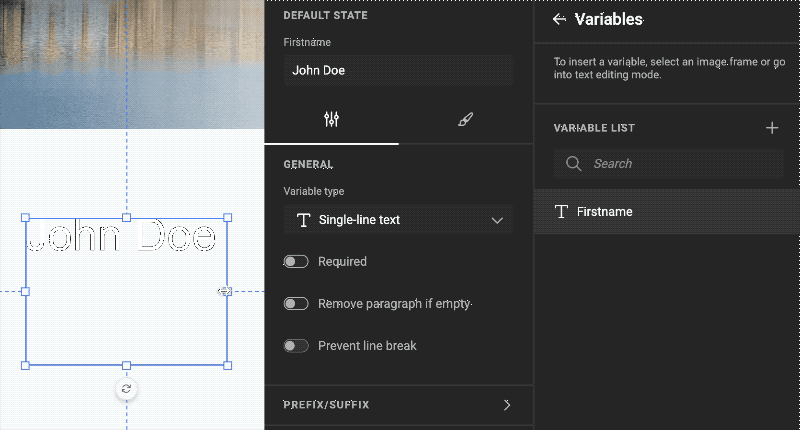 John Doe
DEFAULT STATE
Firstname
John Doe
GENERAL
Variable type
Single-line text
Required
Remove paragraph if empty
Prevent line break
PREFIX/SUFFIX
Variables
To insert a variable, select an image frame or go
into text editing mode.
VARIABLE LIST
Search
Firstname